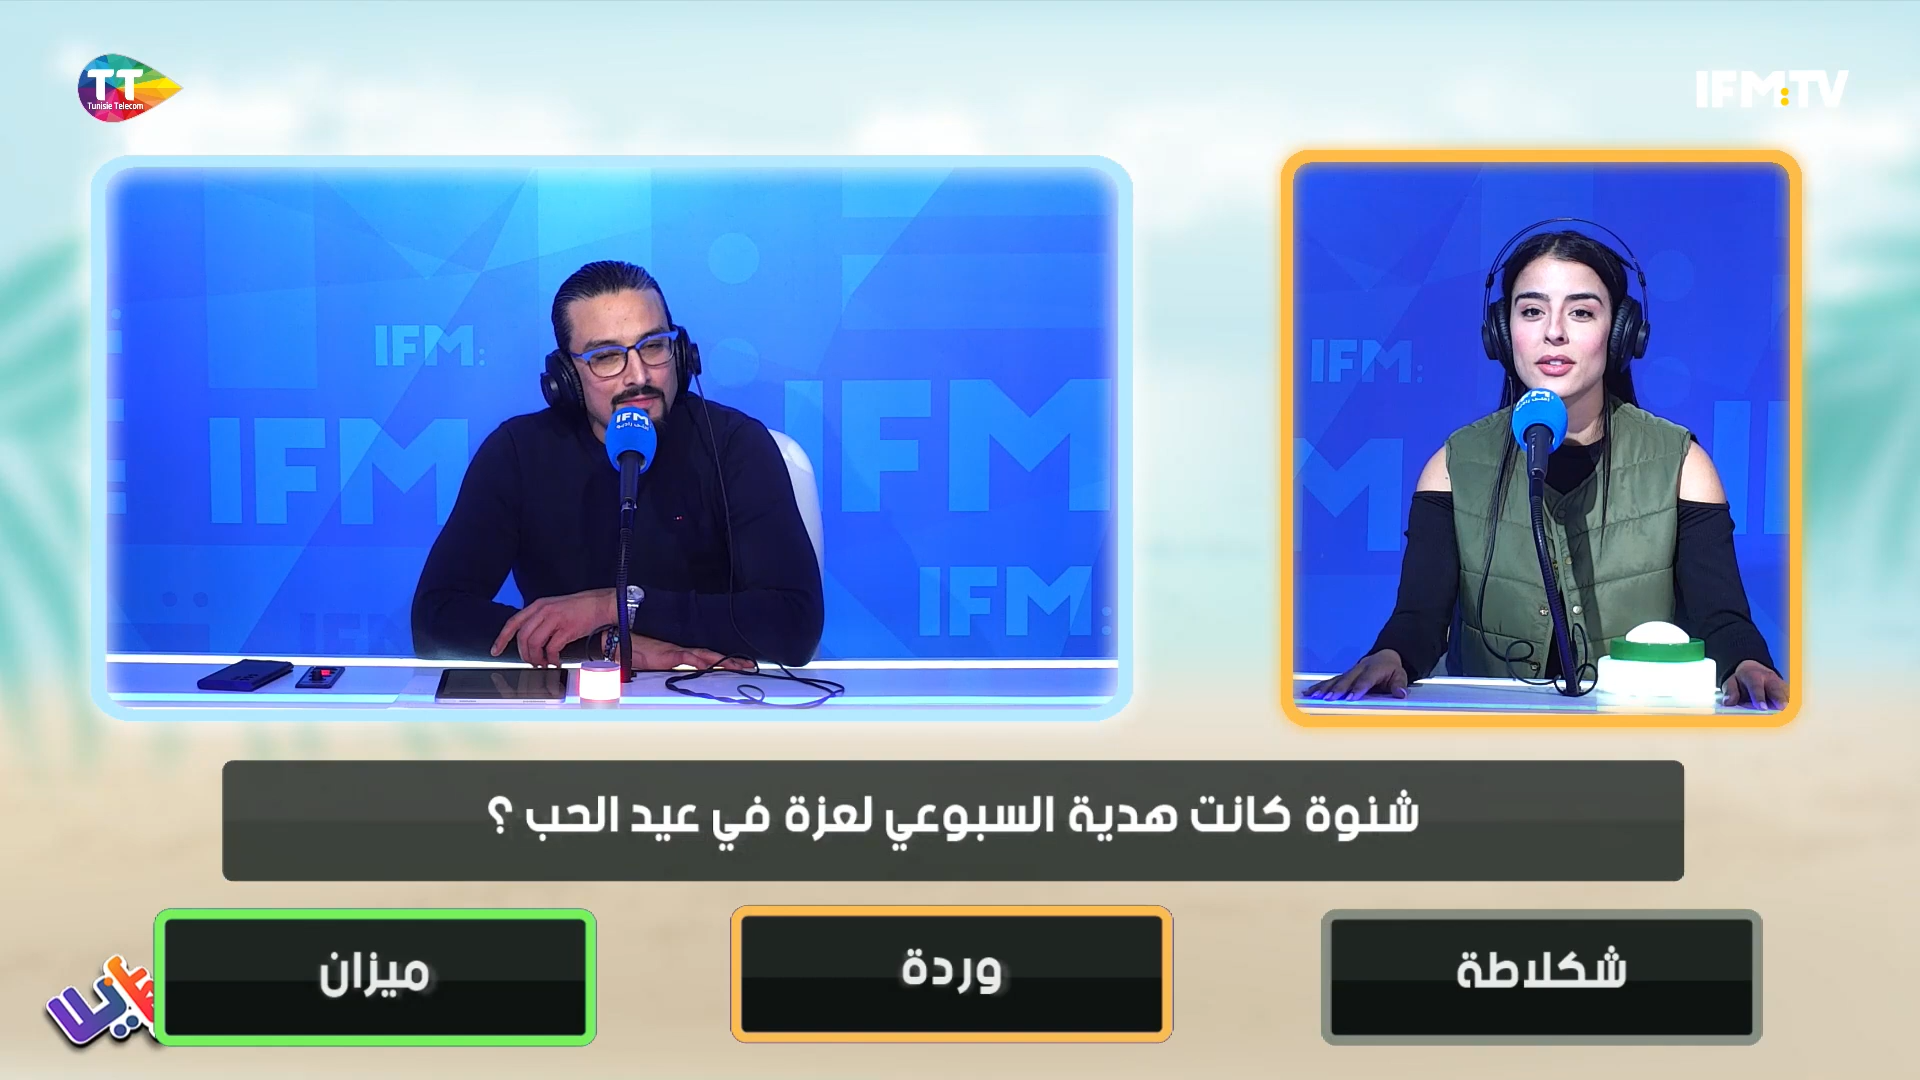 TT
Tunisie Telecom
IFM:TV
IFM:
IFM
IFM
IFM:
IFM
IFM:
IFM
شنوة كانت هدية السبوعي لعزة في عيد الحب ؟
شكلاطة
وردة
ميزان